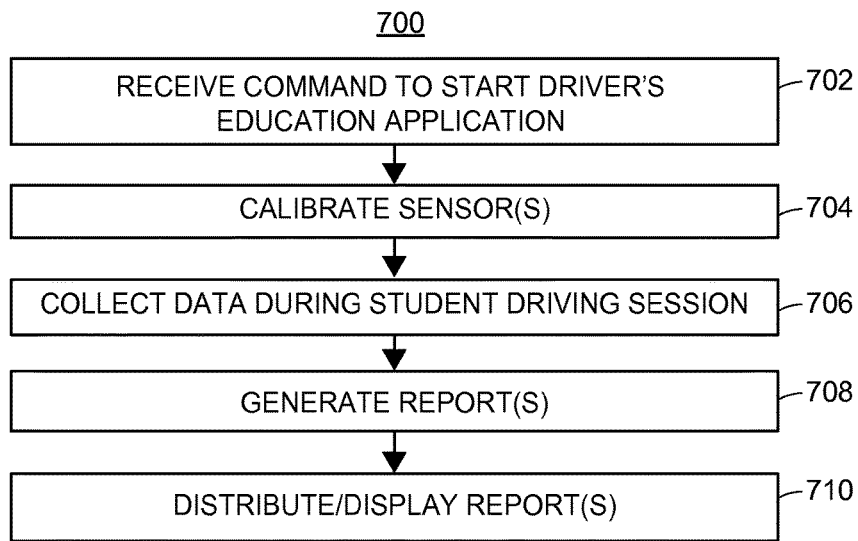 700
RECEIVE COMMAND TO START DRIVER'S
EDUCATION APPLICATION
702
CALIBRATE SENSOR(S)
704
COLLECT DATA DURING STUDENT DRIVING SESSION
706
GENERATE REPORT(S)
708
DISTRIBUTE/DISPLAY REPORT(S)
710